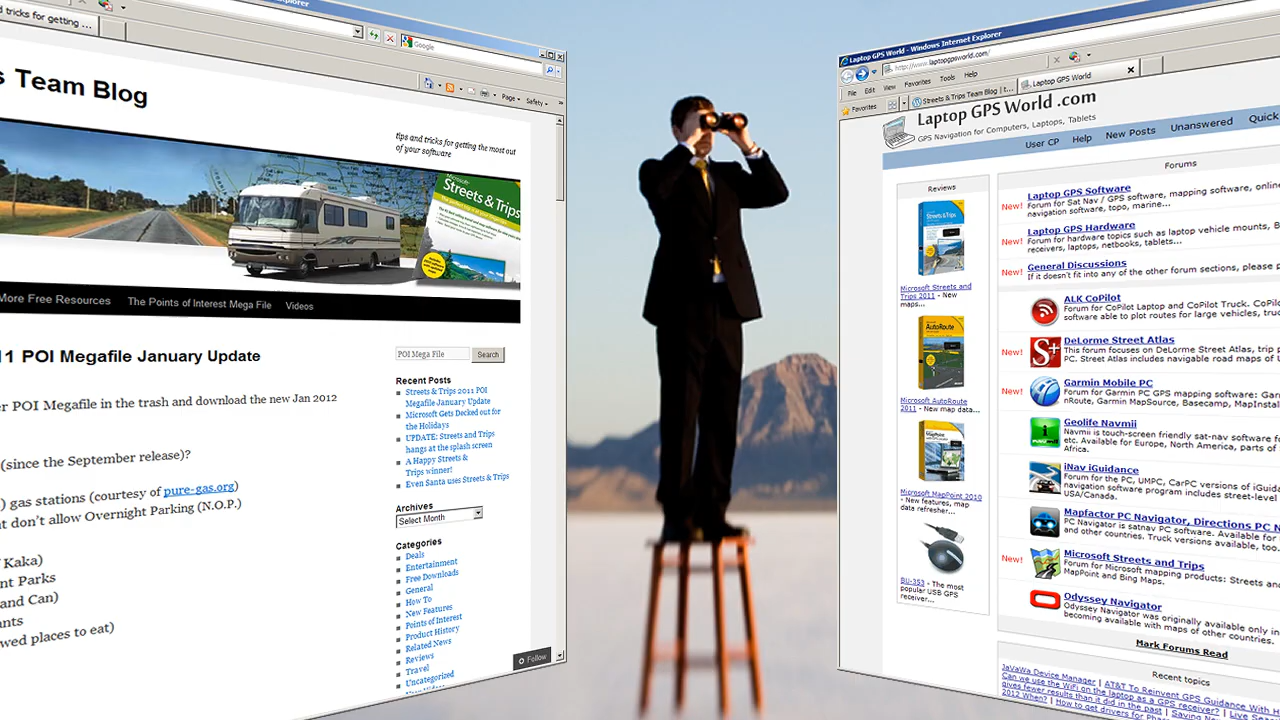 d tricks for getting ...
Explorer
Google
Page
Safety
s Team Blog
tips and tricks for getting the most out
of your software
Microsoft
Streets & Trips
More Free Resources
The Points of Interest Mega File
Videos
11 POI Megafile January Update
er POI Megafile in the trash and download the new Jan 2012
(since the September release)?
) gas stations (courtesy of pure-gas.org)
t don't allow Overnight Parking (N.O.P.),
f Kaka)
nt Parks
and Can)
nts
wed places to eat)
POI Mega File
Search
Recent Posts
Streets & Trips 2011 POI
Megafile January Update
Microsoft Gets Decked out for
the Holidays
UPDATE: Streets and Trips
hangs at the splash screen
A Happy Streets &
Trips winner!
Even Santa uses Streets & Trips
Archives
Select Month
Categories
Deals
Entertainment
Free Downloads
General
How To
New Features
Points of Interest
Product History
Related News
Reviews
Travel
Uncategorized
Follow
Laptop GPS World - Windows Internet Explorer
http://www.laptopgpsworld.com/
File Edit View Favorites Tools Help
Favorites
Streets & Trips Team Blog | t...
Laptop GPS World
Laptop GPS World .com
GPS Navigation for Computers, Laptops, Tablets
User CP
Help
New Posts
Unanswered
Quick
Reviews
Streets & Trips
Microsoft Streets and
Trips 2011 - New
maps...
AutoRoute
Microsoft AutoRoute
2011 - New map data...
MapPoint
Microsoft MapPoint 2010
- New features, map
data refresher...
BU-353 - The most
popular USB GPS
receiver...
Forums
New!
Laptop GPS Software
Forum for Sat Nav / GPS software, mapping software, online
navigation software, topo, marine...
New!
Laptop GPS Hardware
Forum for hardware topics such as laptop vehicle mounts, B
receivers, laptops, netbooks, tablets...
New!
General Discussions
If it doesn't fit into any of the other forum sections, please p
ALK CoPilot
Forum for CoPilot Laptop and CoPilot Truck. CoPil
software able to plot routes for large vehicles, truc
New!
DeLorme Street Atlas
This forum focuses on DeLorme Street Atlas, trip p
PC. Street Atlas includes navigable road maps of U
New!
Garmin Mobile PC
Forum for Garmin PC GPS mapping software: Garm
nRoute, Garmin MapSource, Basecamp, MapInstal
Geolife Navmii
Navmii is touch-screen friendly sat-nav software f
etc. Available for Europe, North America, parts of
Africa.
iNav iGuidance
Forum for the PC, UMPC, CarPC versions of iGuida
navigation software program includes street-level
USA/Canada.
Mapfactor PC Navigator, Directions PC N
PC Navigator is satnav PC software. Available for
and other countries. Truck versions available, too.
New!
Microsoft Streets and Trips
Forum for Microsoft mapping products: Streets and
MapPoint and Bing Maps.
Odyssey Navigator
Odyssey Navigator was originally available only in
becoming available with maps of other countries.
Mark Forums Read
Recent topics
JaVaWa Device Manager | AT&T To Reinvent GPS Guidance With H
Can we use the WiFi on the laptop as a GPS receiver? |
gives fewer results than it did in the past | Live Se
2012 When? | How to get drivers for Ph
Saving